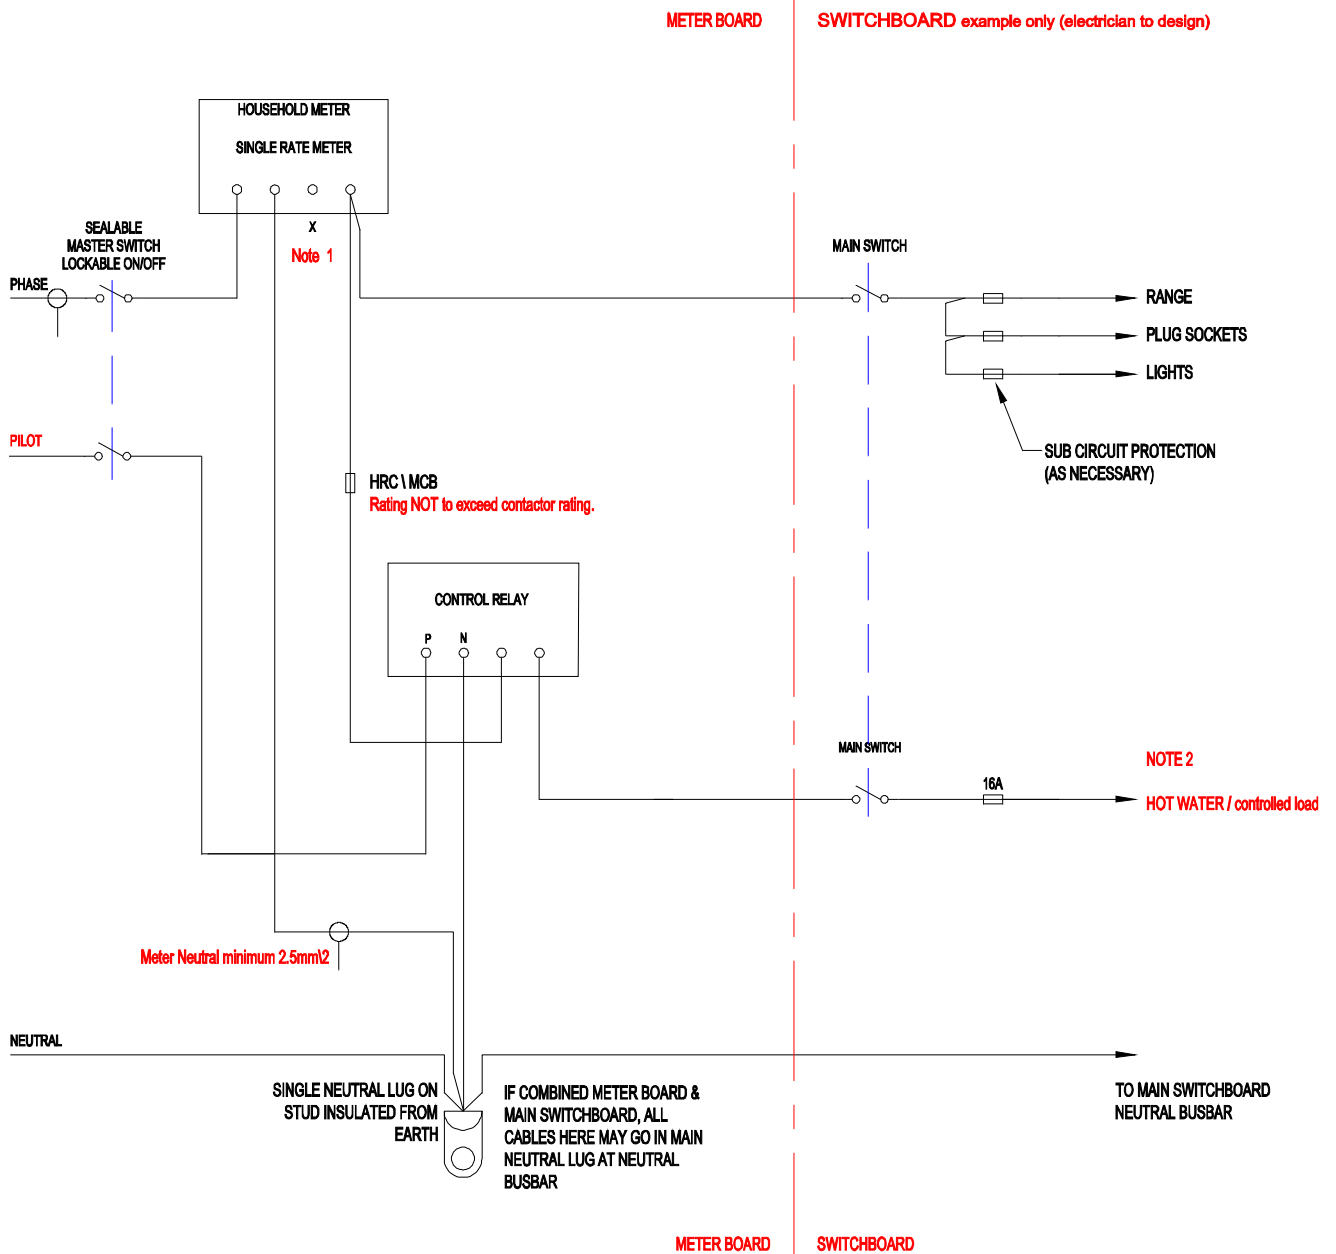 METER BOARD
SWITCHBOARD example only (electrician to design)
HOUSEHOLD METER
SINGLE RATE METER
X
Note 1
SEALABLE
MASTER SWITCH
LOCKABLE ON/OFF
PHASE
MAIN SWITCH
RANGE
PLUG SOCKETS
LIGHTS
SUB CIRCUIT PROTECTION
(AS NECESSARY)
PILOT
HRC \ MCB
Rating NOT to exceed contactor rating.
CONTROL RELAY
P
N
MAIN SWITCH
16A
NOTE 2
HOT WATER / controlled load
Meter Neutral minimum 2.5mm\2
NEUTRAL
SINGLE NEUTRAL LUG ON
STUD INSULATED FROM
EARTH
IF COMBINED METER BOARD &
MAIN SWITCHBOARD, ALL
CABLES HERE MAY GO IN MAIN
NEUTRAL LUG AT NEUTRAL
BUSBAR
TO MAIN SWITCHBOARD
NEUTRAL BUSBAR
METER BOARD
SWITCHBOARD